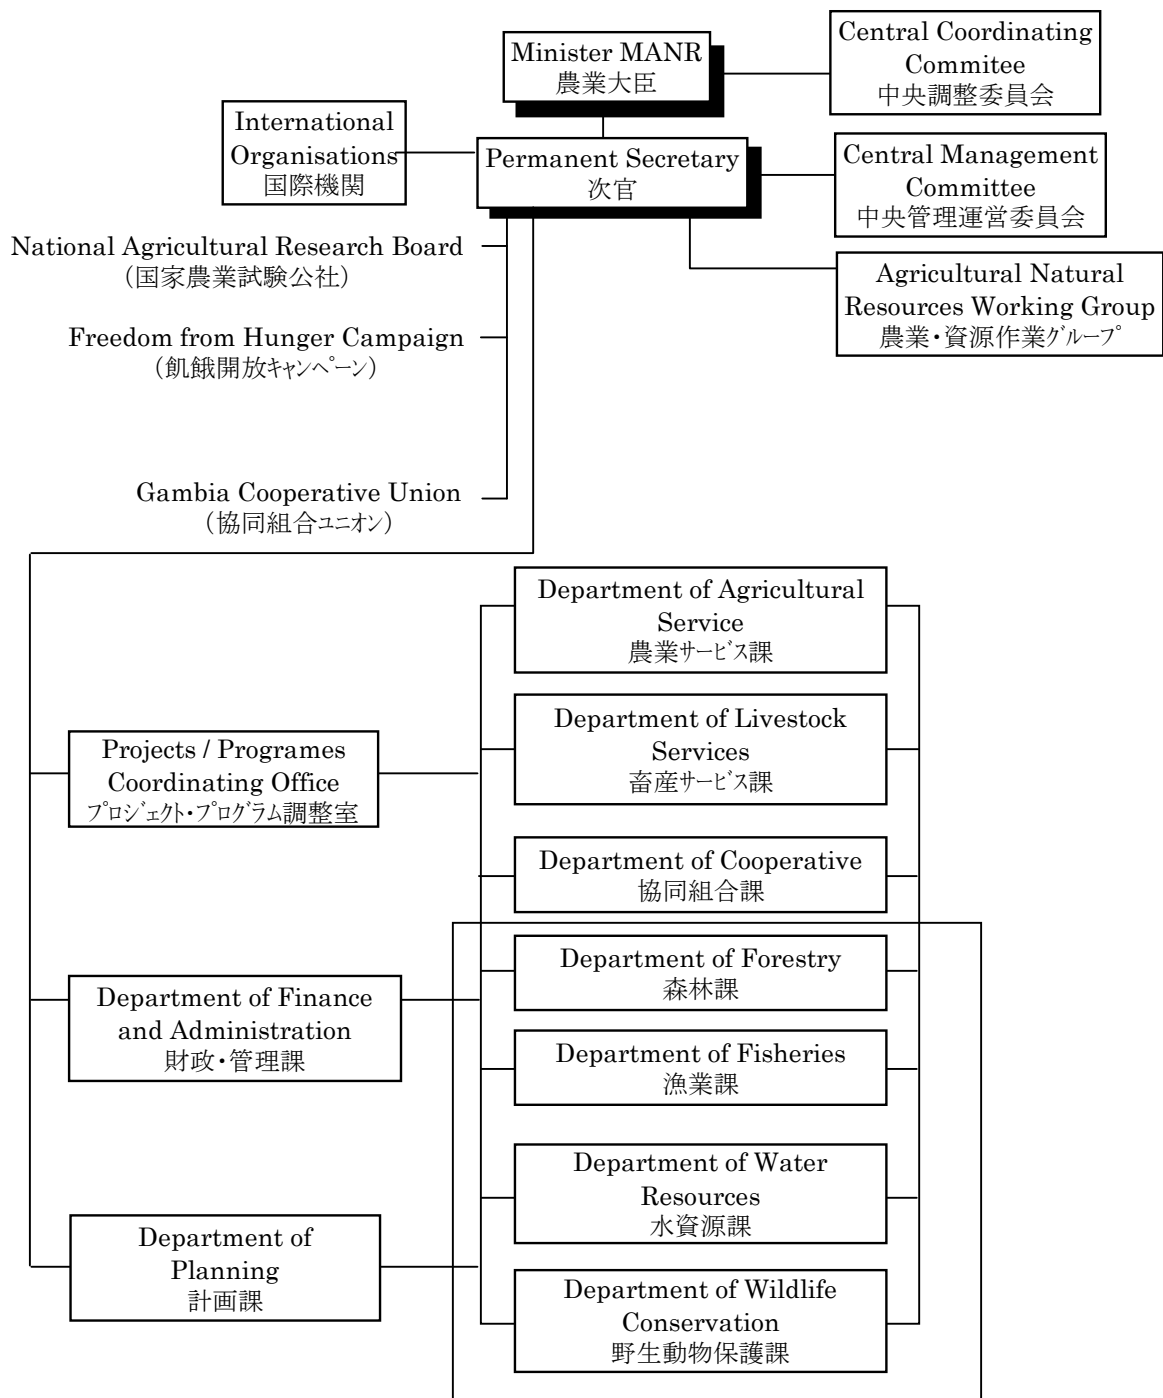 Minister MANR
農業大臣
Central Coordinating
Commitee
中央調整委員会
International
Organisations
国際機関
Permanent Secretary
次官
Central Management
Committee
中央管理運営委員会
National Agricultural Research Board
（国家農業試験公社）
Agricultural Natural
Resources Working Group
農業・資源作業ｸﾞﾙｰﾌﾟ
Freedom from Hunger Campaign
（飢餓開放ｷｬﾝﾍﾟｰﾝ）
Gambia Cooperative Union
（協同組合ﾕﾆｵﾝ）
Department of Agricultural
Service
農業ｻｰﾋﾞｽ課
Department of Livestock
Services
畜産ｻｰﾋﾞｽ課
Projects / Programes
Coordinating Office
ﾌﾟﾛｼﾞｪｸﾄ・ﾌﾟﾛｸﾞﾗﾑ調整室
Department of Cooperative
協同組合課
Department of Forestry
森林課
Department of Finance
and Administration
財政・管理課
Department of Fisheries
漁業課
Department of Water
Resources
水資源課
Department of
Planning
計画課
Department of Wildlife
Conservation
野生動物保護課